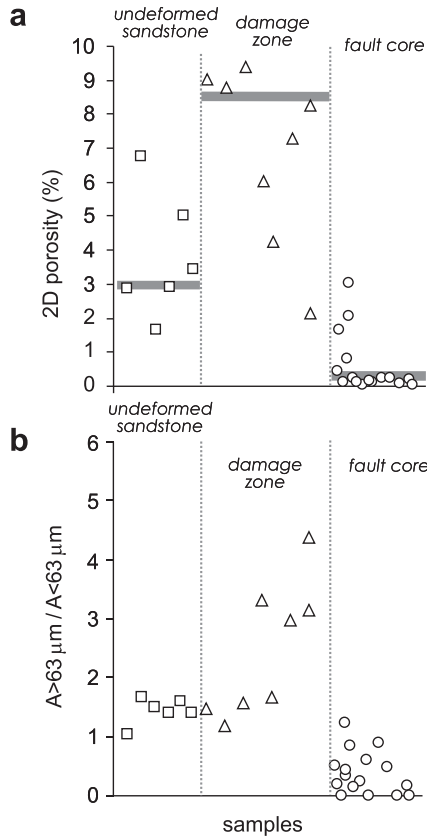 a
undeformed
sandstone
damage
zone
fault core
10
9
8
7
6
5
4
3
2
1
0
2D porosity (%)
b
undeformed
sandstone
damage
zone
fault core
6
5
4
3
2
1
0
A>63 μm / A<63 μm
samples